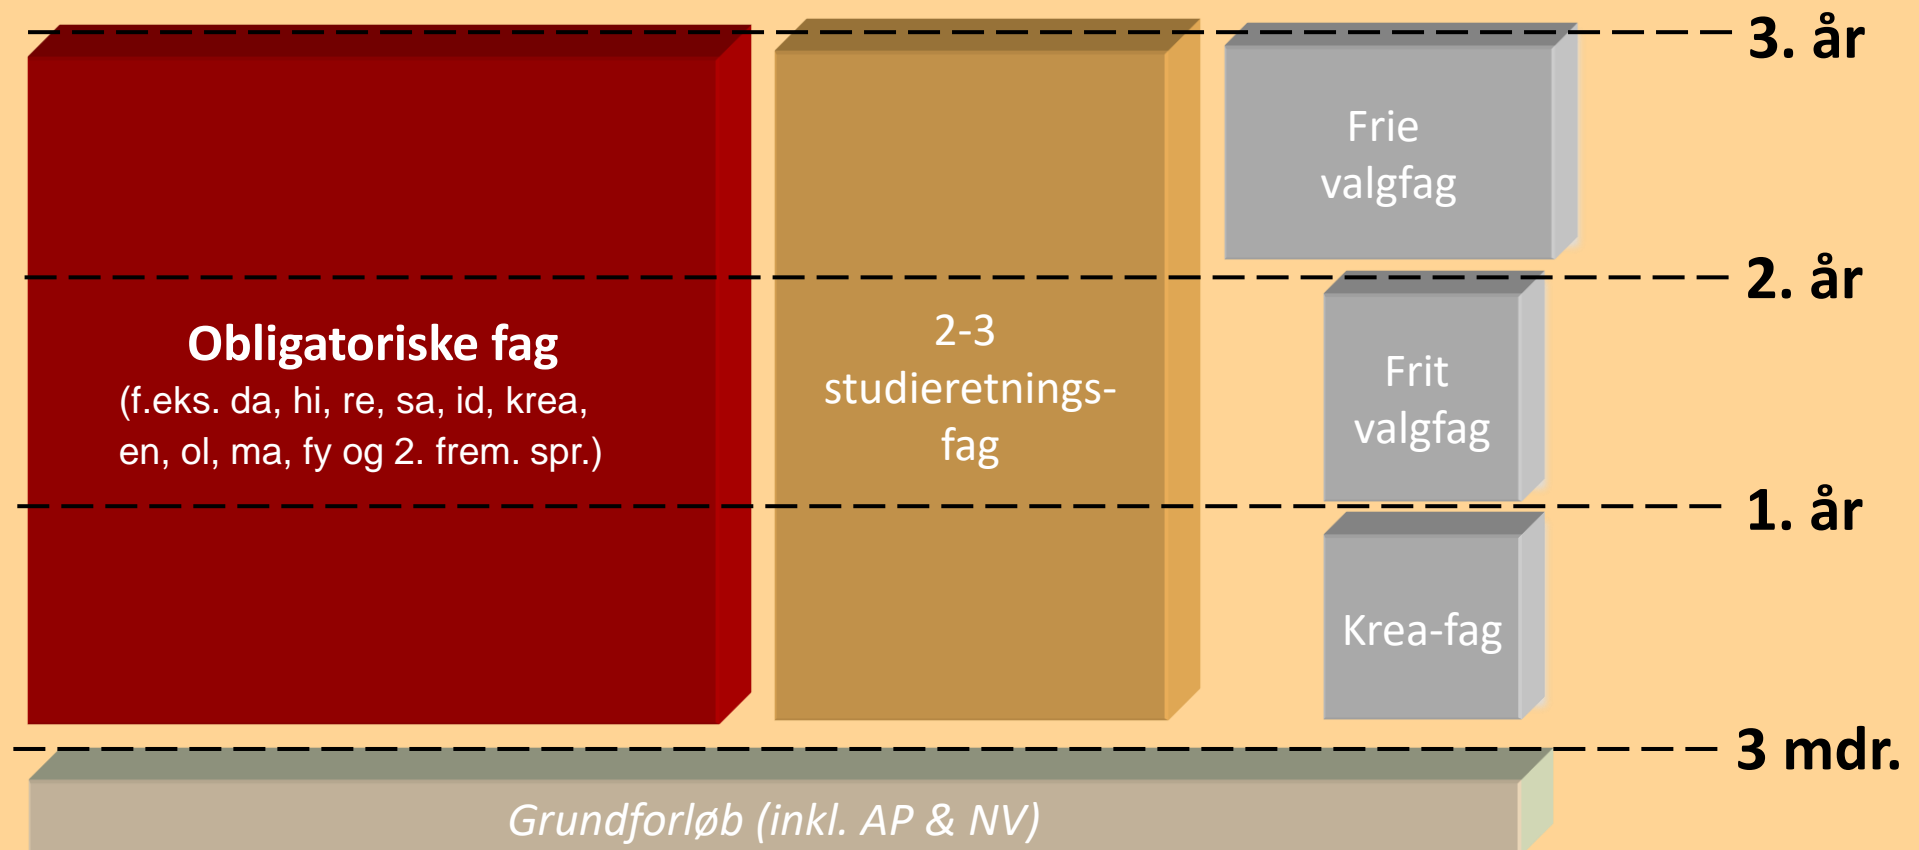 3. år
Frie
valgfag
2. år
Obligatoriske fag
(f.eks. da, hi, re, sa, id, krea,
en, ol, ma, fy og 2. frem. spr.)
2-3
studieretnings-
fag
Frit
valgfag
1. år
Krea-fag
3 mdr.
Grundforløb (inkl. AP & NV)